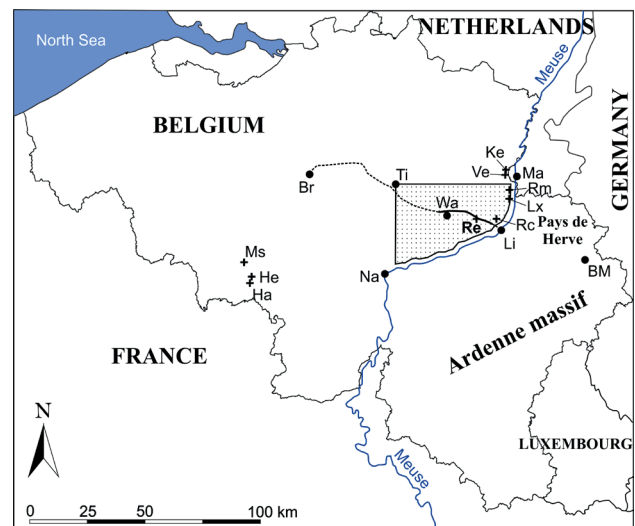 NETHERLANDS
North Sea
Meuse
GERMANY
BELGIUM
Ke
Ve
Ma
Ti
Br
Rm
Wa
Lx
Re
Rc
Pays de
Herve
Li
Ms
He
Ha
Na
BM
Ardenne massif
FRANCE
N
LUXEMBOURG
Meuse
0 25 50 100 km